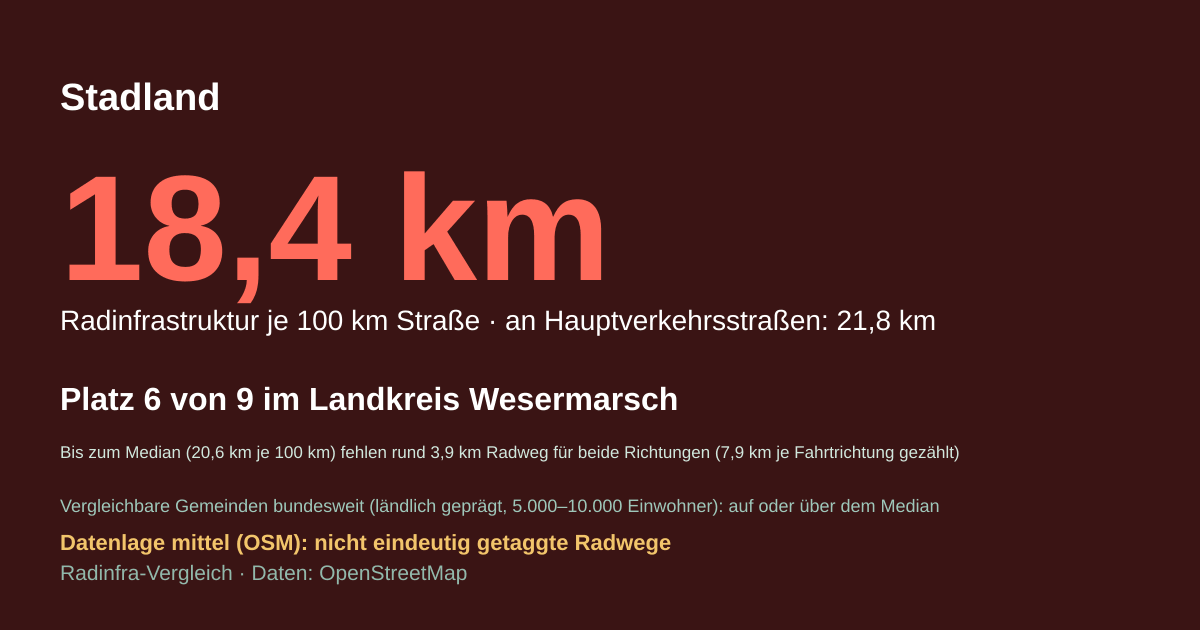 Stadland
18,4 km
Radinfrastruktur je 100 km Straße · an Hauptverkehrsstraßen: 21,8 km
Platz 6 von 9 im Landkreis Wesermarsch
Bis zum Median (20,6 km je 100 km) fehlen rund 3,9 km Radweg für beide Richtungen (7,9 km je Fahrtrichtung gezählt)
Vergleichbare Gemeinden bundesweit (ländlich geprägt, 5.000–10.000 Einwohner): auf oder über dem Median
Datenlage mittel (OSM): nicht eindeutig getaggte Radwege
Radinfra-Vergleich · Daten: OpenStreetMap